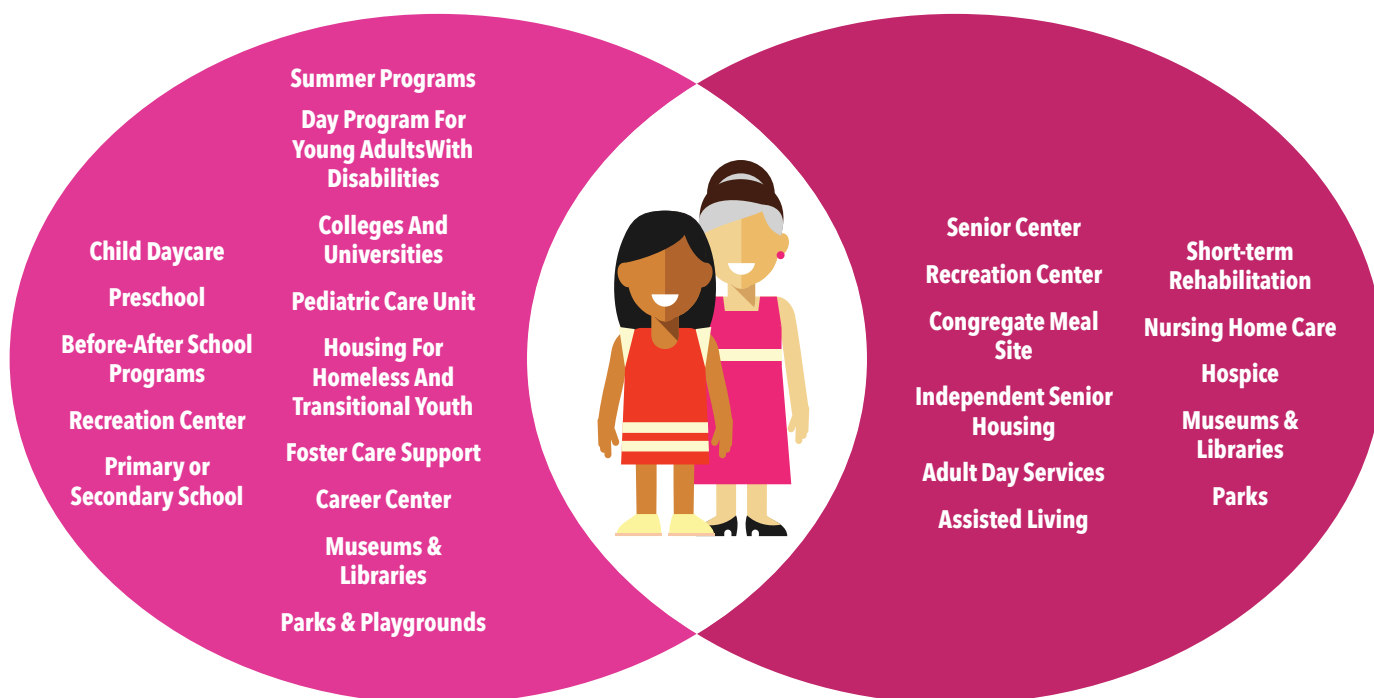 Child Daycare
Preschool
Before-After School
Programs
Recreation Center
Primary or
Secondary School
Summer Programs
Day Program For
Young AdultsWith
Disabilities
Colleges And
Universities
Pediatric Care Unit
Housing For
Homeless And
Transitional Youth
Foster Care Support
Career Center
Museums &
Libraries
Parks & Playgrounds
Senior Center
Recreation Center
Congregate Meal
Site
Independent Senior
Housing
Adult Day Services
Assisted Living
Short-term
Rehabilitation
Nursing Home Care
Hospice
Museums &
Libraries
Parks